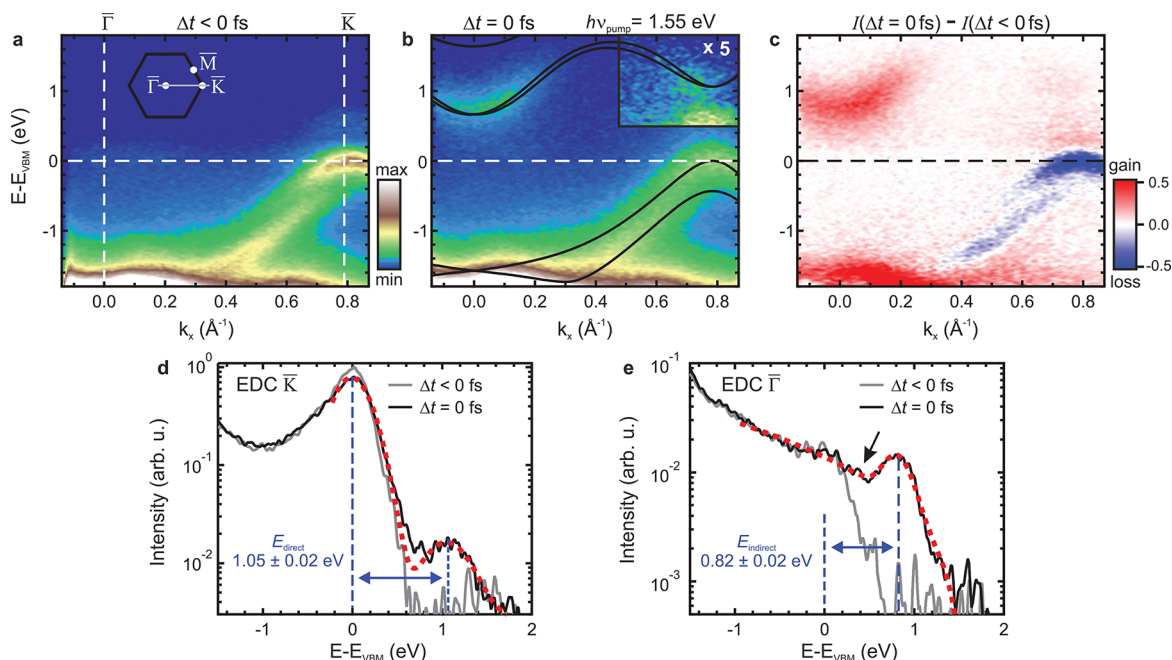 Γ̅ Δt < 0 fs K̅
a
M̅
Γ̅ K̅
E-E_VBM (eV)
1
0
-1
max
min
0.0 0.2 0.4 0.6 0.8
k_x (Å⁻¹)
Δt = 0 fs hν_pump = 1.55 eV
b
x 5
0.0 0.2 0.4 0.6 0.8
k_x (Å⁻¹)
I(Δt = 0 fs) − I(Δt < 0 fs)
c
1
0
-1
gain
0.5
0.0
-0.5
loss
0.0 0.2 0.4 0.6 0.8
k_x (Å⁻¹)
d
EDC K̅
Δt < 0 fs
Δt = 0 fs
Intensity (arb. u.)
10⁰
10⁻¹
10⁻²
E_direct
1.05 ± 0.02 eV
-1 0 1 2
E-E_VBM (eV)
e
EDC Γ̅
Δt < 0 fs
Δt = 0 fs
Intensity (arb. u.)
10⁻¹
10⁻²
10⁻³
E_indirect
0.82 ± 0.02 eV
-1 0 1 2
E-E_VBM (eV)